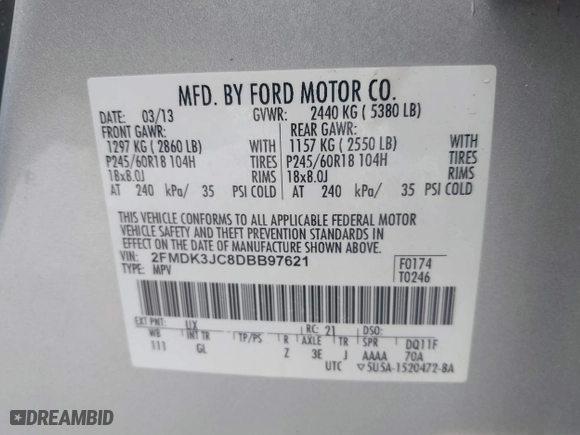 MFD. BY FORD MOTOR CO.
DATE: 03/13 GVWR: 2440 KG ( 5380 LB)
FRONT GAWR: REAR GAWR:
1297 KG ( 2860 LB) WITH 1157 KG ( 2550 LB) WITH
P245/60R18 104H TIRES P245/60R18 104H TIRES
18x8.0J RIMS 18x8.0J RIMS
AT 240 kPa/ 35 PSI COLD AT 240 kPa/ 35 PSI COLD
THIS VEHICLE CONFORMS TO ALL APPLICABLE FEDERAL MOTOR
VEHICLE SAFETY AND THEFT PREVENTION STANDARDS IN
EFFECT ON THE DATE OF MANUFACTURE SHOWN ABOVE.
VIN: 2FMDK3JC8DBB97621 F0174
TYPE: MPV T0246
EXT PNT: UX RC: 21 DSO:
WB INT TR TP/PS R AXLE TR SPR DQ11F
111 GL Z 3E J AAAA 70A
UTC ▽5U5A-1520472-BA
DREAMBID